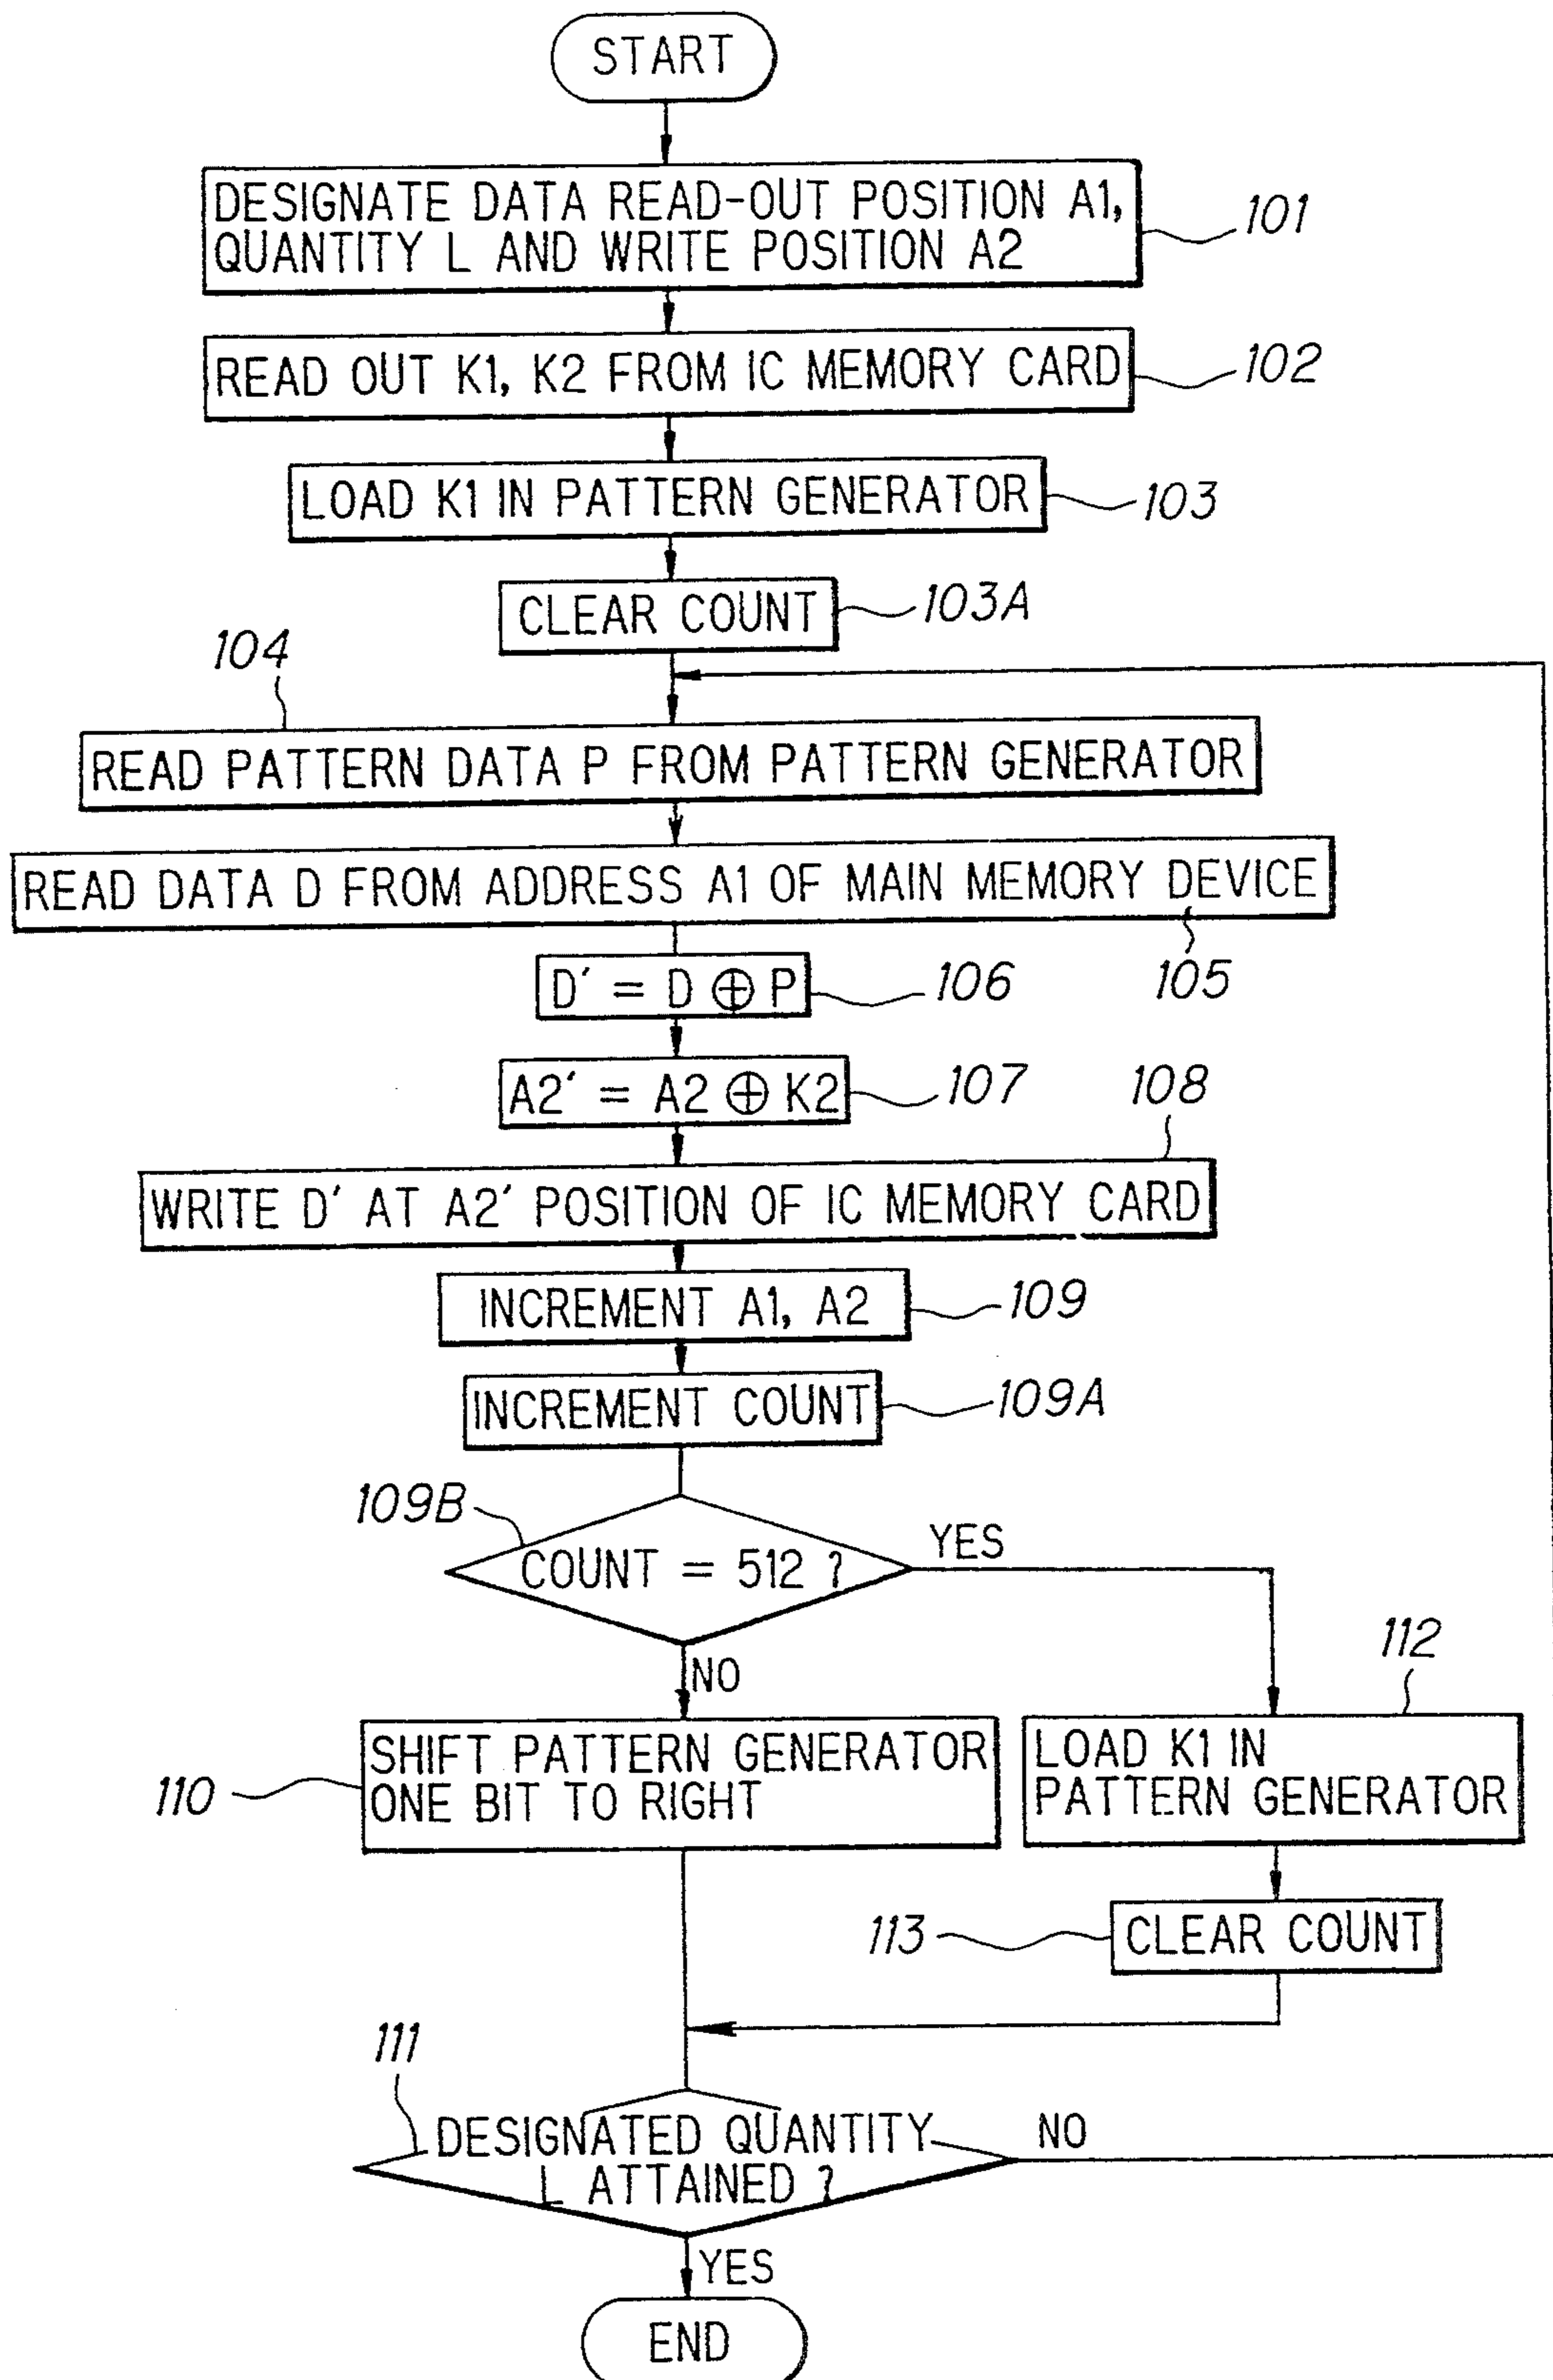 START
DESIGNATE DATA READ-OUT POSITION A1,
QUANTITY L AND WRITE POSITION A2
101
READ OUT K1, K2 FROM IC MEMORY CARD
102
LOAD K1 IN PATTERN GENERATOR
103
CLEAR COUNT
103A
104
READ PATTERN DATA P FROM PATTERN GENERATOR
READ DATA D FROM ADDRESS A1 OF MAIN MEMORY DEVICE
105
D′ = D ⊕ P
106
A2′ = A2 ⊕ K2
107
108
WRITE D′ AT A2′ POSITION OF IC MEMORY CARD
INCREMENT A1, A2
109
INCREMENT COUNT
109A
109B
COUNT = 512 ?
YES
NO
112
SHIFT PATTERN GENERATOR
ONE BIT TO RIGHT
110
LOAD K1 IN
PATTERN GENERATOR
113
CLEAR COUNT
111
DESIGNATED QUANTITY
L ATTAINED ?
NO
YES
END